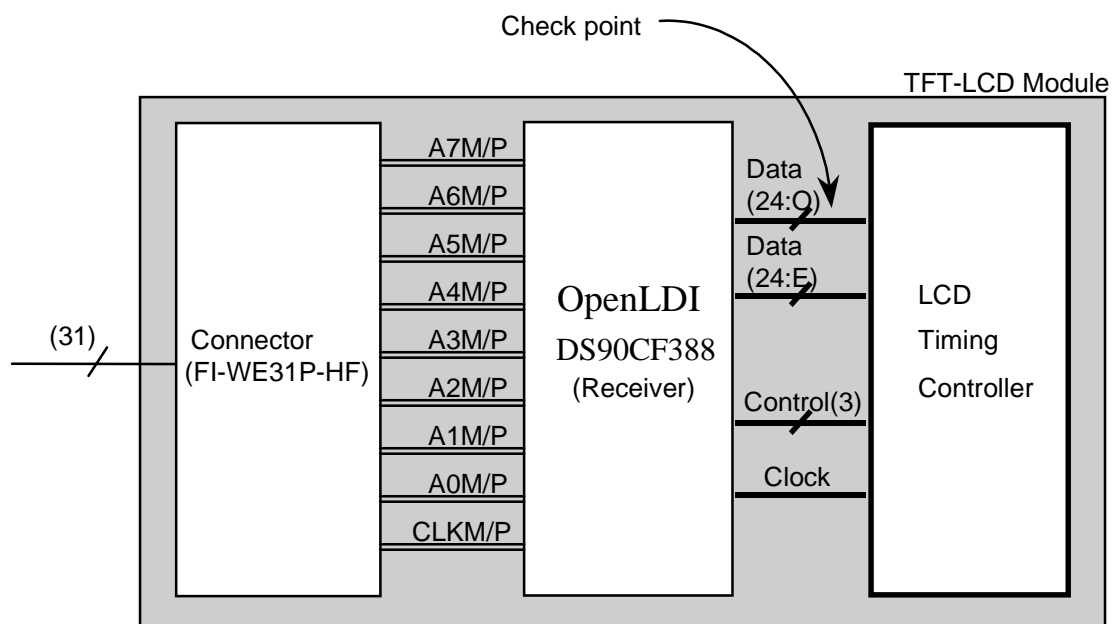 Check point
TFT-LCD Module
(31)
Connector
(FI-WE31P-HF)
A7M/P
A6M/P
A5M/P
A4M/P
A3M/P
A2M/P
A1M/P
A0M/P
CLKM/P
OpenLDI
DS90CF388
(Receiver)
Data
(24:O)
Data
(24:E)
Control(3)
Clock
LCD
Timing
Controller